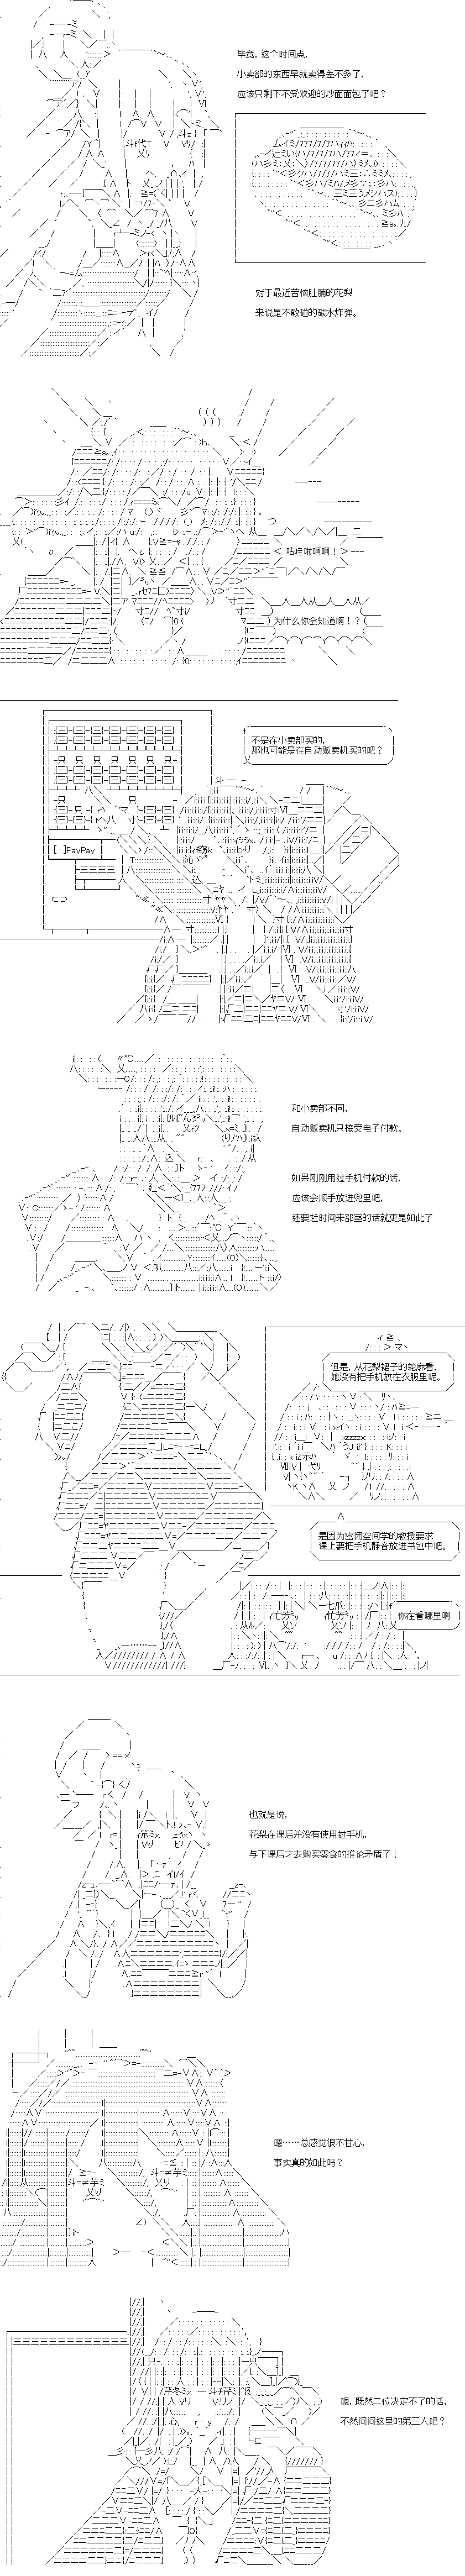 毕竟，这个时间点，
小卖部的东西早就卖得差不多了，
应该只剩下不受欢迎的炒面面包了吧？
对于最近苦恼肚腩的花梨
来说是不敢碰的碳水炸弹。
＜ 咕哇啦啊啊！＞
）为什么你会知道啊！？（
不是在小卖部买的，
那也可能是在自动贩卖机买的吧？
[：]PayPay
和小卖部不同，
自动贩卖机只接受电子付款。
如果刚刚用过手机付款的话，
应该会顺手放进兜里吧，
还要赶时间来部室的话就更是如此了
但是，从花梨裙子的轮廓看，
她没有把手机放在衣服里呢。
是因为密闭空间学的教授要求
课上要把手机静音放进书包中吧。
你在看哪里啊
也就是说，
花梨在课后并没有使用过手机，
与下课后才去购买零食的推论矛盾了！
嗯……总感觉很不甘心，
事实真的如此吗？
嗯，既然二位决定不了的话，
不然问问这里的第三人吧？